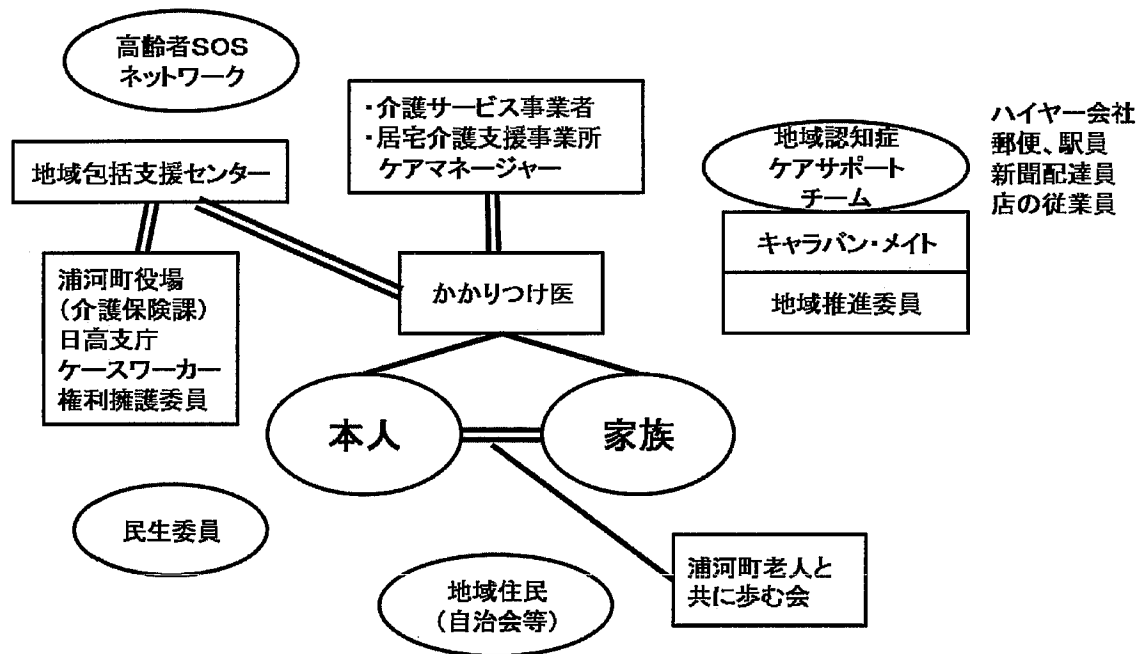 高齢者SOS
ネットワーク
・介護サービス事業者
・居宅介護支援事業所
ケアマネージャー
ハイヤー会社
郵便、駅員
新聞配達員
店の従業員
地域認知症
ケアサポート
チーム
地域包括支援センター
キャラバン・メイト
地域推進委員
浦河町役場
(介護保険課)
日高支庁
ケースワーカー
権利擁護委員
かかりつけ医
本人
家族
民生委員
地域住民
(自治会等)
浦河町老人と
共に歩む会